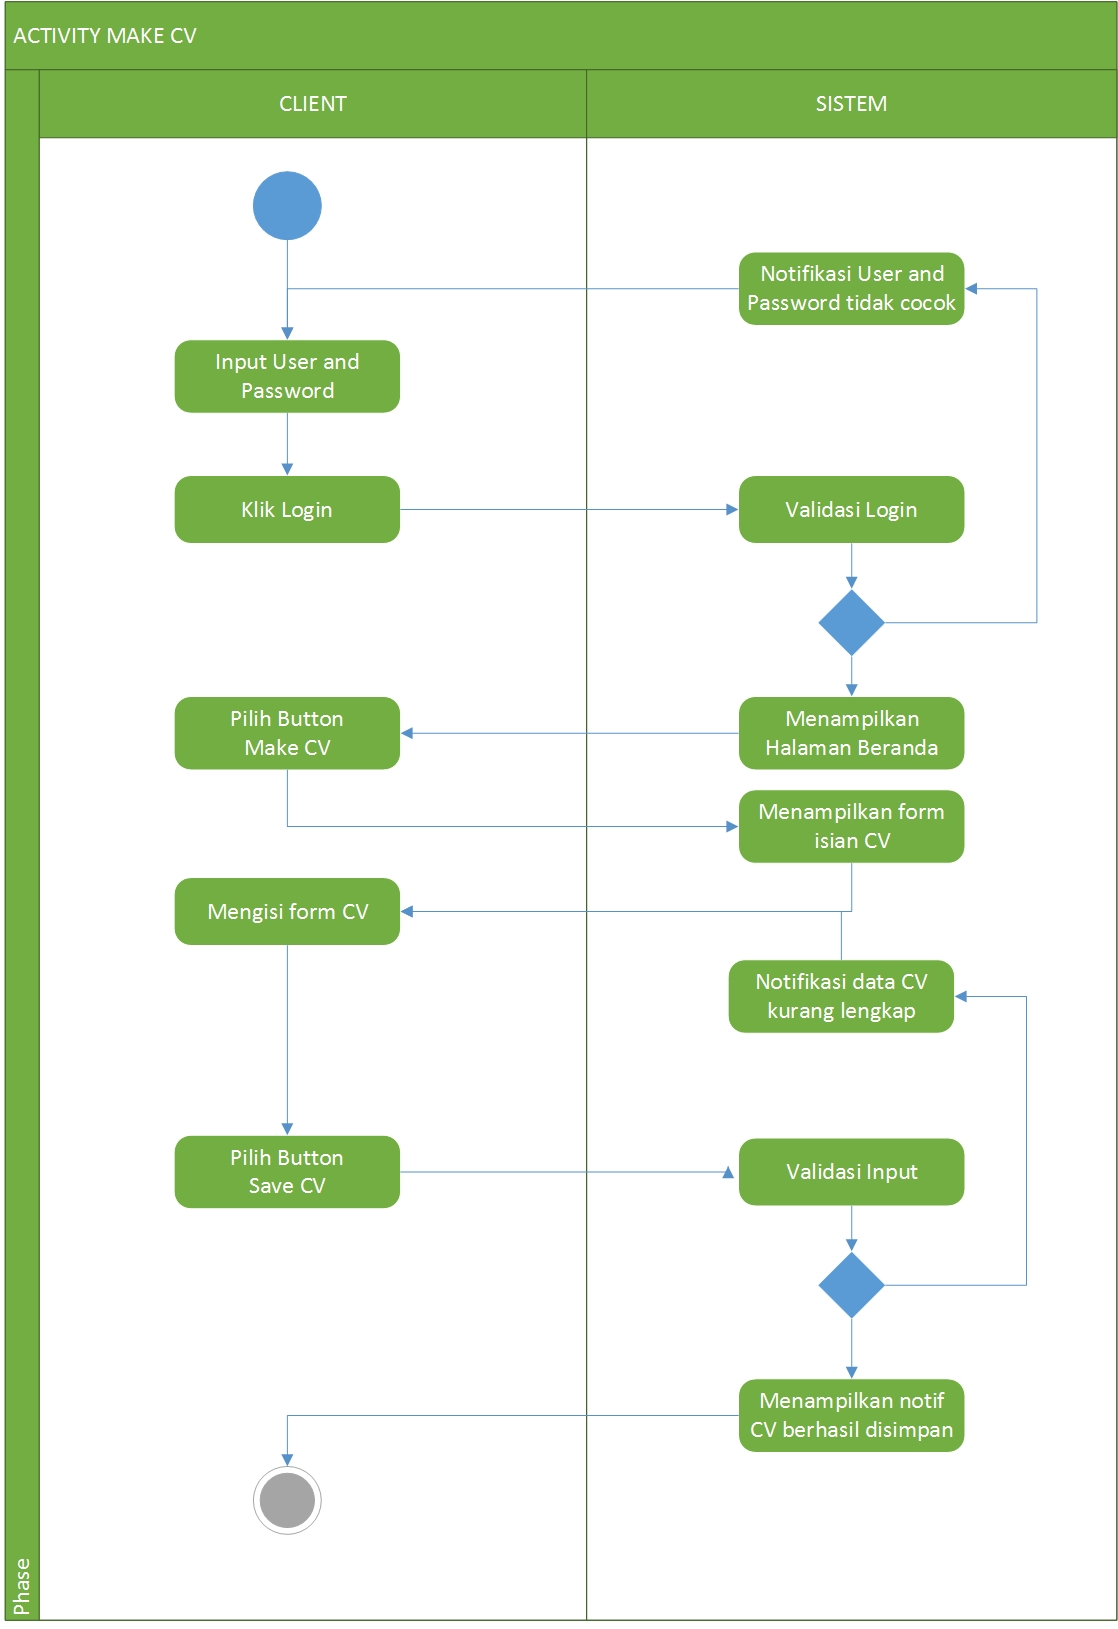 ACTIVITY MAKE CV
CLIENT
SISTEM
Notifikasi User and
Password tidak cocok
Input User and
Password
Klik Login
Validasi Login
Pilih Button
Make CV
Menampilkan
Halaman Beranda
Menampilkan form
isian CV
Mengisi form CV
Notifikasi data CV
kurang lengkap
Pilih Button
Save CV
Validasi Input
Menampilkan notif
CV berhasil disimpan
Phase